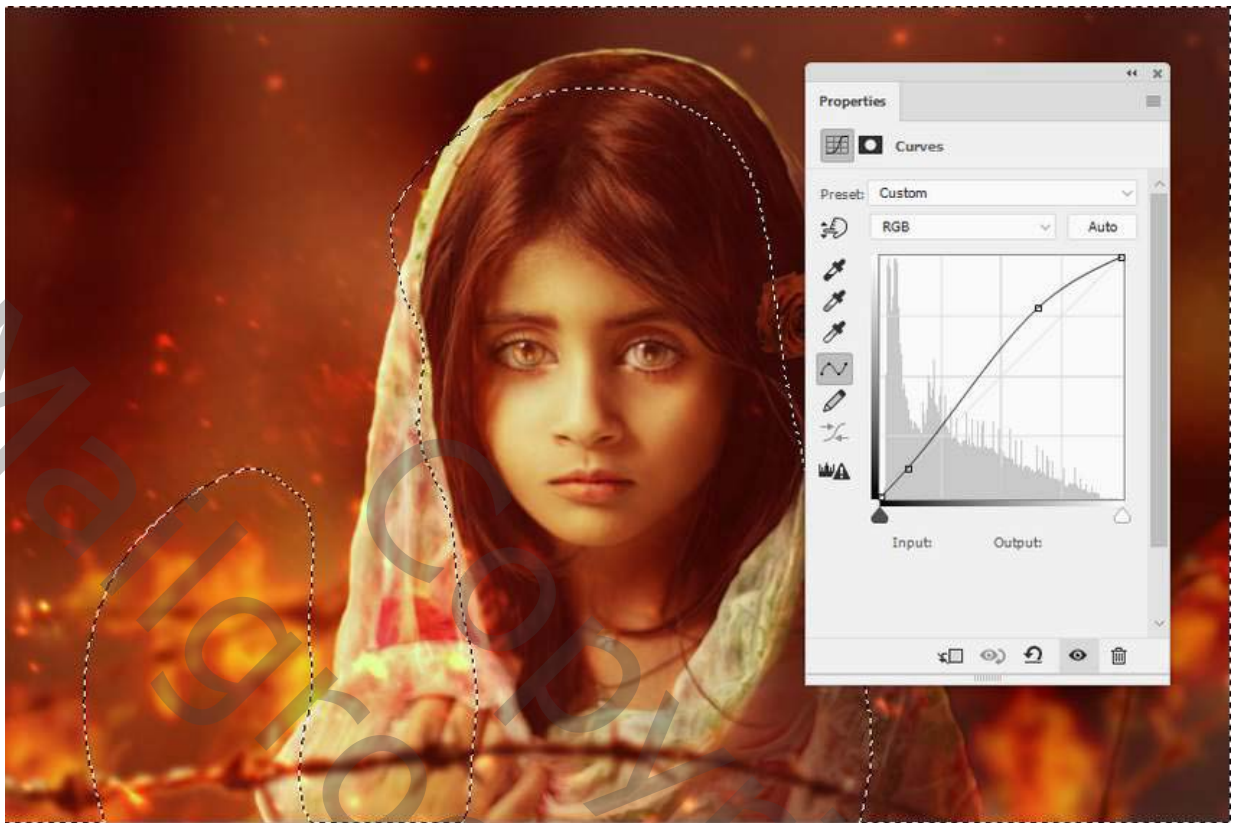 Properties
Curves
Preset: Custom
RGB
Auto
Input: Output: